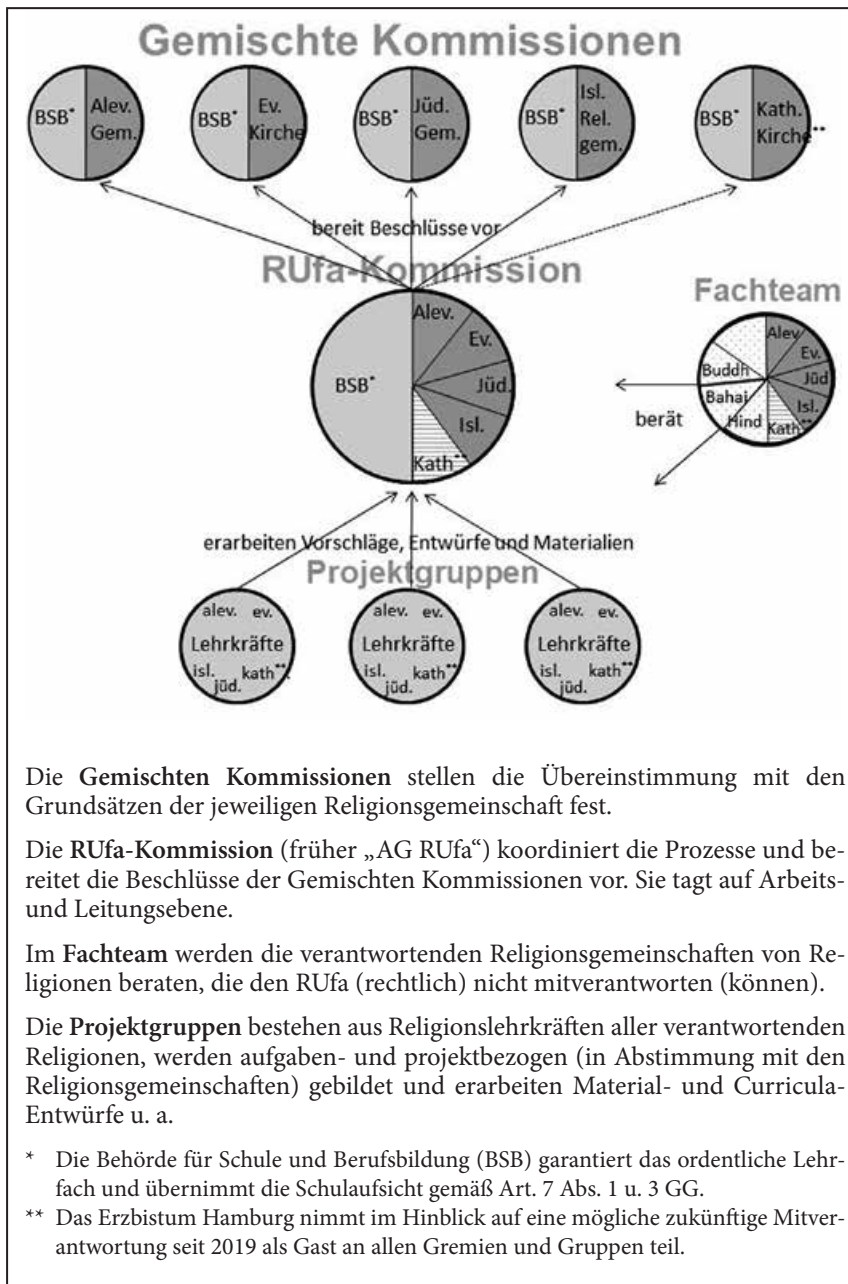 Gemischte Kommissionen
BSB* Alev. Gem.
BSB* Ev. Kirche
BSB* Jüd. Gem.
BSB* Isl. Rel. gem.
BSB* Kath. Kirche**
bereit Beschlüsse vor
RUfa-Kommission
Fachteam
BSB*
Alev.
Ev.
Jüd.
Isl.
Kath**
Alev
Ev.
Jüd
Isl.
Kath**
Buddh
Bahai
Hind
berät
erarbeiten Vorschläge, Entwürfe und Materialien
Projektgruppen
alev. ev.
Lehrkräfte
isl. kath**.
jüd.
alev. ev.
Lehrkräfte
isl. kath**
jüd.
alev. ev.
Lehrkräfte
isl. kath**
jüd.
Die Gemischten Kommissionen stellen die Übereinstimmung mit den
Grundsätzen der jeweiligen Religionsgemeinschaft fest.
Die RUfa-Kommission (früher „AG RUfa“) koordiniert die Prozesse und be-
reitet die Beschlüsse der Gemischten Kommissionen vor. Sie tagt auf Arbeits-
und Leitungsebene.
Im Fachteam werden die verantwortenden Religionsgemeinschaften von Re-
ligionen beraten, die den RUfa (rechtlich) nicht mitverantworten (können).
Die Projektgruppen bestehen aus Religionslehrkräften aller verantwortenden
Religionen, werden aufgaben- und projektbezogen (in Abstimmung mit den
Religionsgemeinschaften) gebildet und erarbeiten Material- und Curricula-
Entwürfe u. a.
* Die Behörde für Schule und Berufsbildung (BSB) garantiert das ordentliche Lehr-
fach und übernimmt die Schulaufsicht gemäß Art. 7 Abs. 1 u. 3 GG.
** Das Erzbistum Hamburg nimmt im Hinblick auf eine mögliche zukünftige Mitver-
antwortung seit 2019 als Gast an allen Gremien und Gruppen teil.